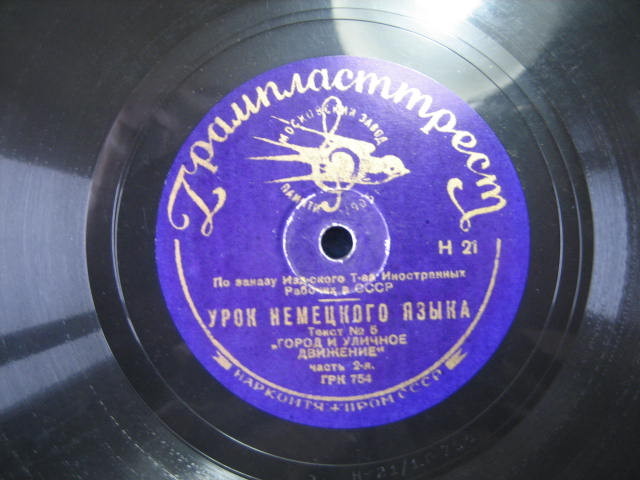 Грампласттрест
МОСКОВСКИЙ ЗАВОД
ПАМЯТИ 1905
Н 21
По заказу Изд-ского Т-ва Иностранных
Рабочих в СССР
УРОК НЕМЕЦКОГО ЯЗЫКА
Текст № 5
„ГОРОД И УЛИЧНОЕ
ДВИЖЕНИЕ"
часть 2-я.
ГРК 754
НАРКОМТЯЖПРОМ СССР